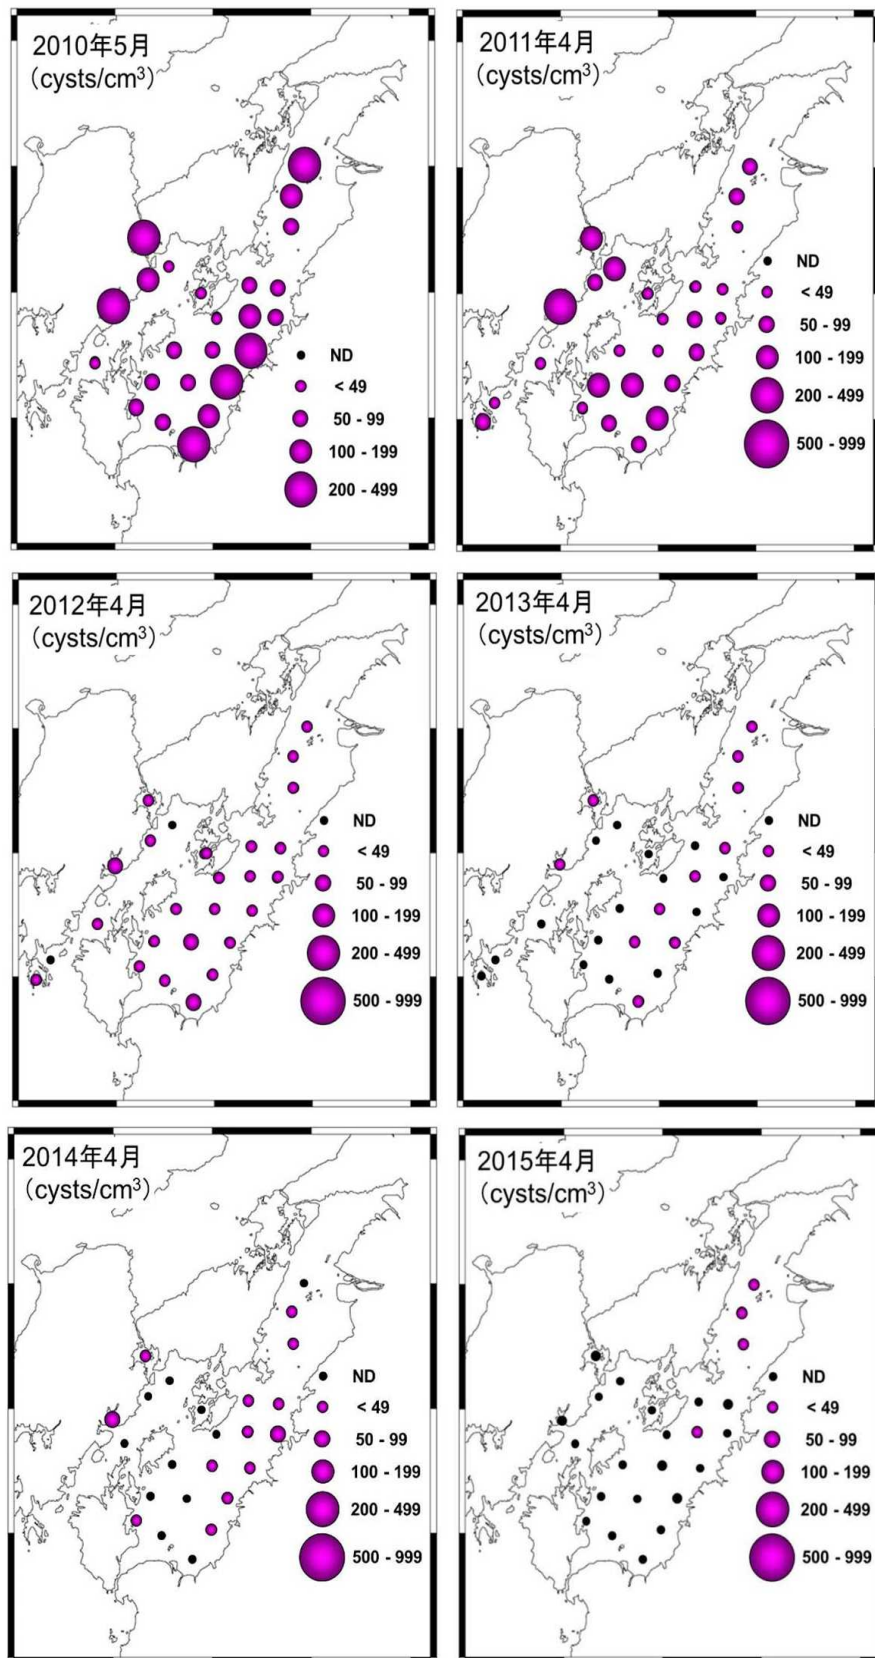 2010年5月
（cysts/cm³）
ND
< 49
50 - 99
100 - 199
200 - 499
2011年4月
（cysts/cm³）
ND
< 49
50 - 99
100 - 199
200 - 499
500 - 999
2012年4月
（cysts/cm³）
ND
< 49
50 - 99
100 - 199
200 - 499
500 - 999
2013年4月
（cysts/cm³）
ND
< 49
50 - 99
100 - 199
200 - 499
500 - 999
2014年4月
（cysts/cm³）
ND
< 49
50 - 99
100 - 199
200 - 499
500 - 999
2015年4月
（cysts/cm³）
ND
< 49
50 - 99
100 - 199
200 - 499
500 - 999